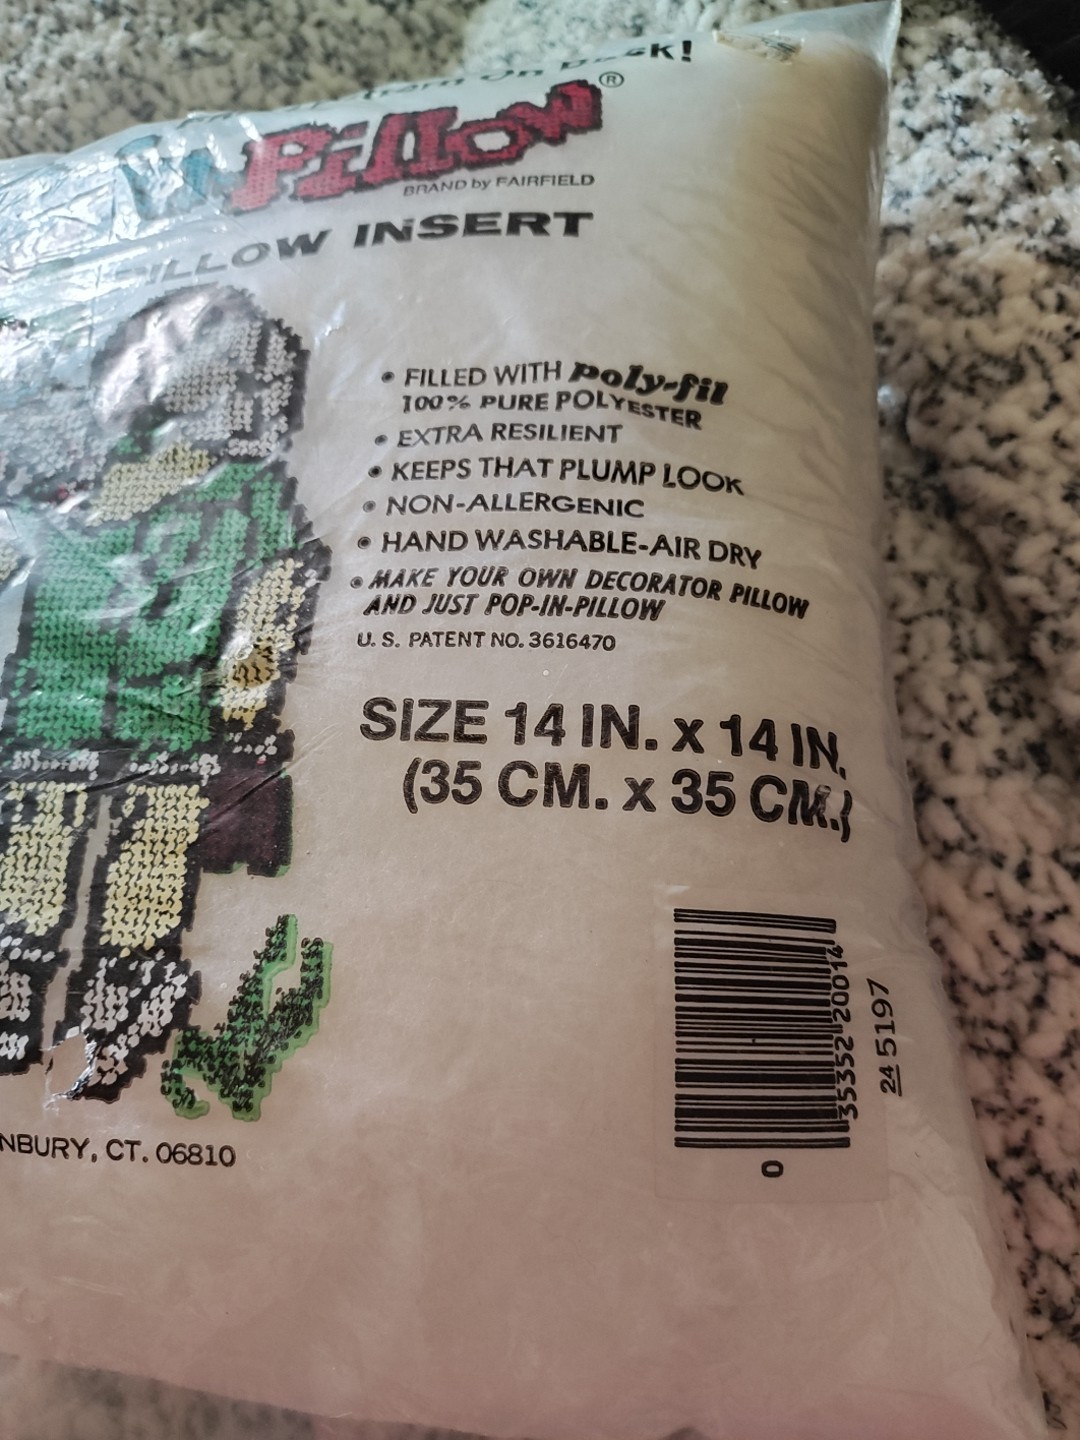 On
Pillow®
BRAND by FAIRFIELD
PILLOW INSERT
• FILLED WITH poly-fil
100% PURE POLYESTER
• EXTRA RESILIENT
• KEEPS THAT PLUMP LOOK
• NON-ALLERGENIC
• HAND WASHABLE-AIR DRY
• MAKE YOUR OWN DECORATOR PILLOW
AND JUST POP-IN-PILLOW
U. S. PATENT NO. 3616470
SIZE 14 IN. x 14 IN.
(35 CM. x 35 CM.)
35352 20014
24 5197
0
NBURY, CT. 06810